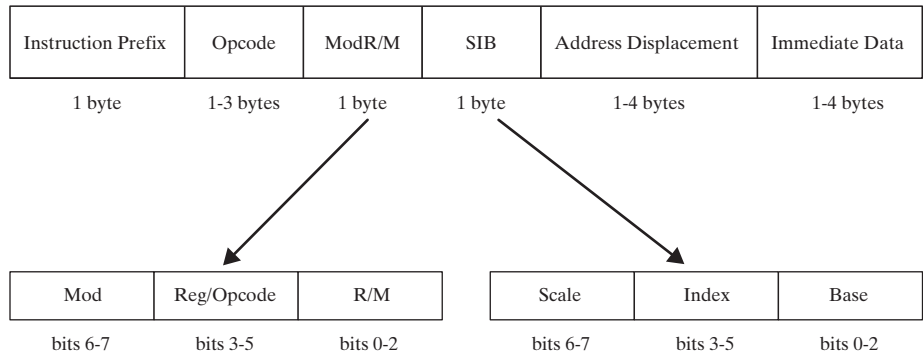 Instruction Prefix Opcode ModR/M SIB Address Displacement Immediate Data
1 byte 1-3 bytes 1 byte 1 byte 1-4 bytes 1-4 bytes
Mod Reg/Opcode R/M Scale Index Base
bits 6-7 bits 3-5 bits 0-2 bits 6-7 bits 3-5 bits 0-2